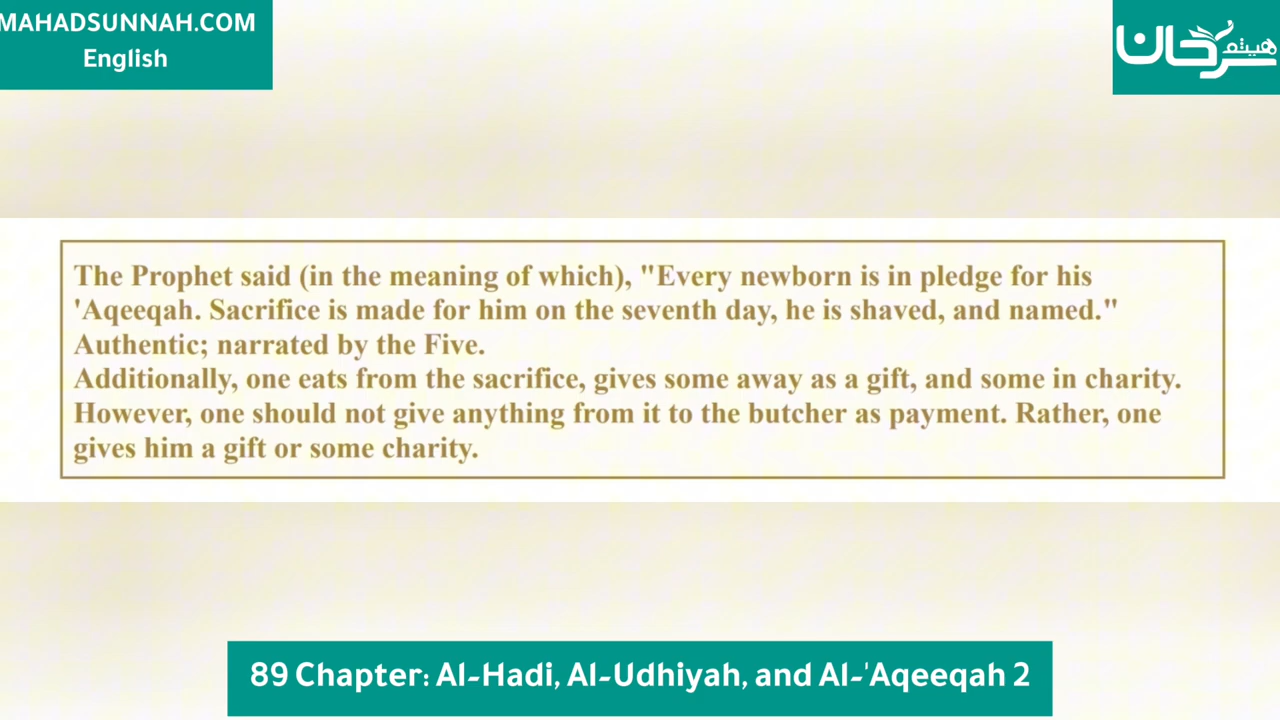 MAHADSUNNAH.COM
English
هيثم
سرحان
The Prophet said (in the meaning of which), "Every newborn is in pledge for his
'Aqeeqah. Sacrifice is made for him on the seventh day, he is shaved, and named."
Authentic; narrated by the Five.
Additionally, one eats from the sacrifice, gives some away as a gift, and some in charity.
However, one should not give anything from it to the butcher as payment. Rather, one
gives him a gift or some charity.
89 Chapter: Al-Hadi, Al-Udhiyah, and Al-'Aqeeqah 2